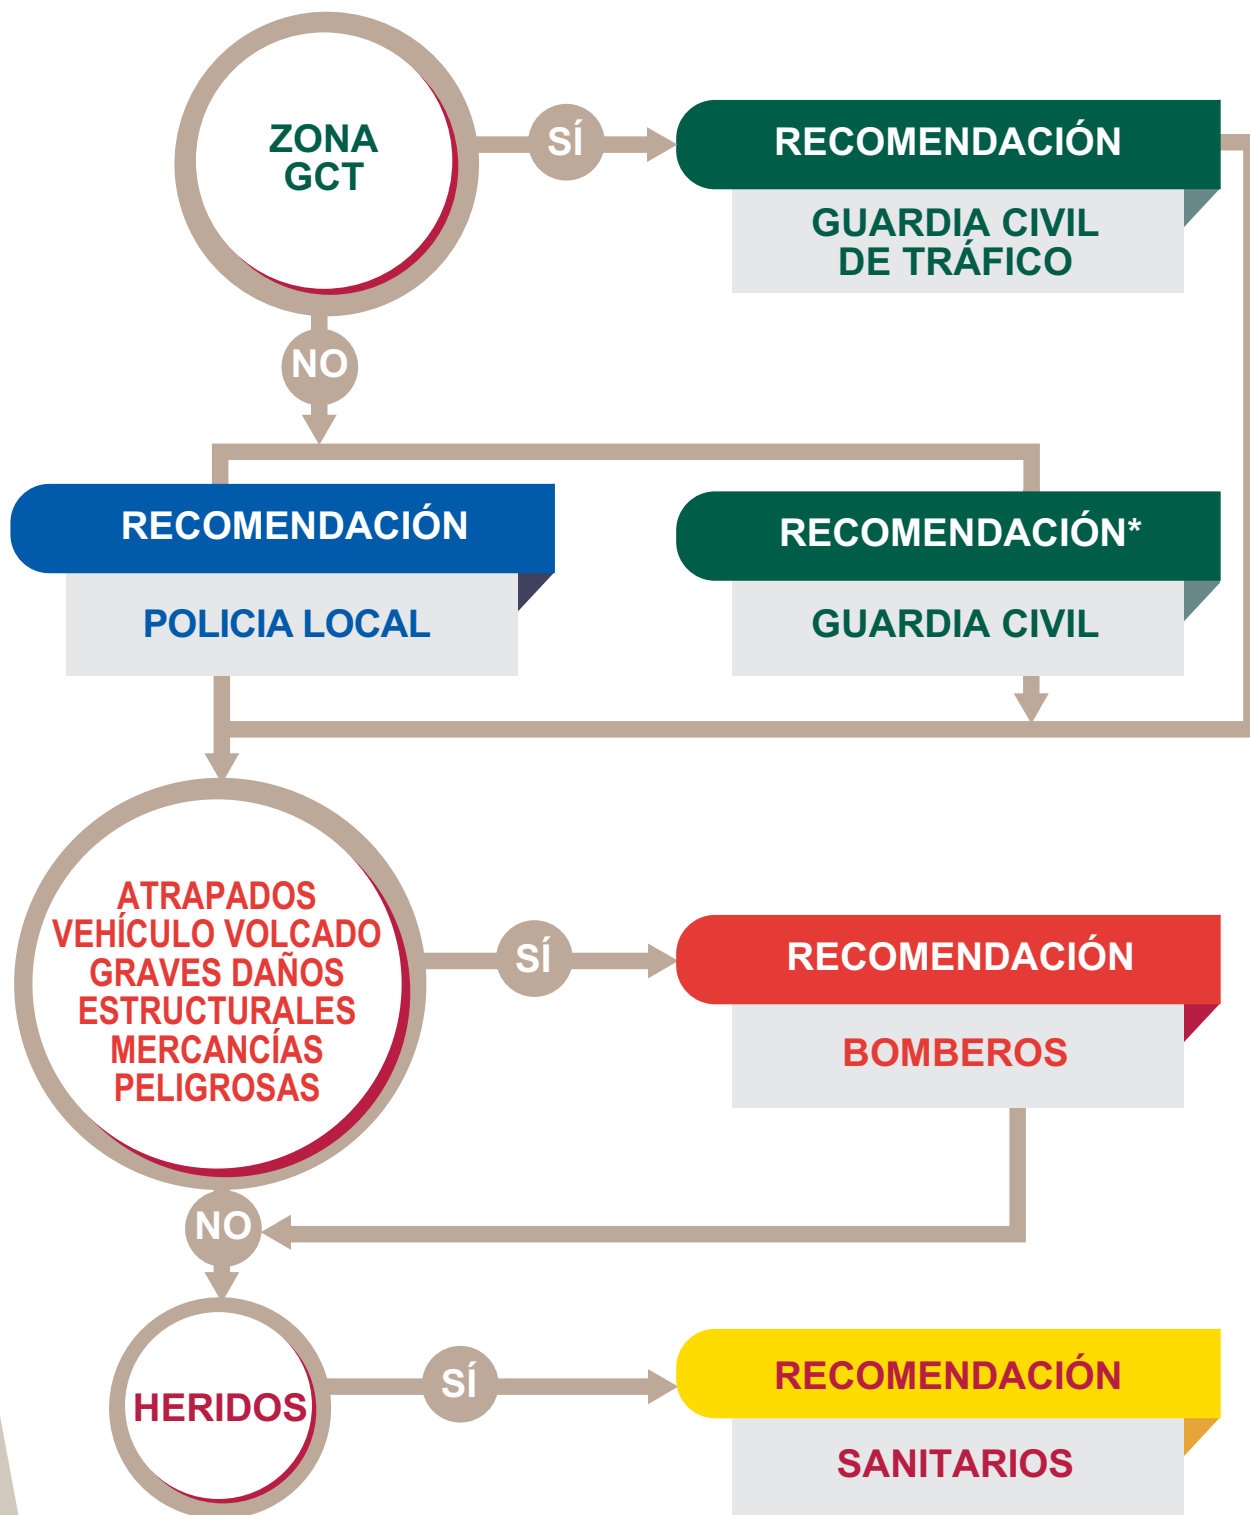 ZONA
GCT
SÍ
RECOMENDACIÓN
GUARDIA CIVIL
DE TRÁFICO
NO
RECOMENDACIÓN
POLICIA LOCAL
RECOMENDACIÓN*
GUARDIA CIVIL
ATRAPADOS
VEHÍCULO VOLCADO
GRAVES DAÑOS
ESTRUCTURALES
MERCANCÍAS
PELIGROSAS
SÍ
RECOMENDACIÓN
BOMBEROS
NO
HERIDOS
SÍ
RECOMENDACIÓN
SANITARIOS